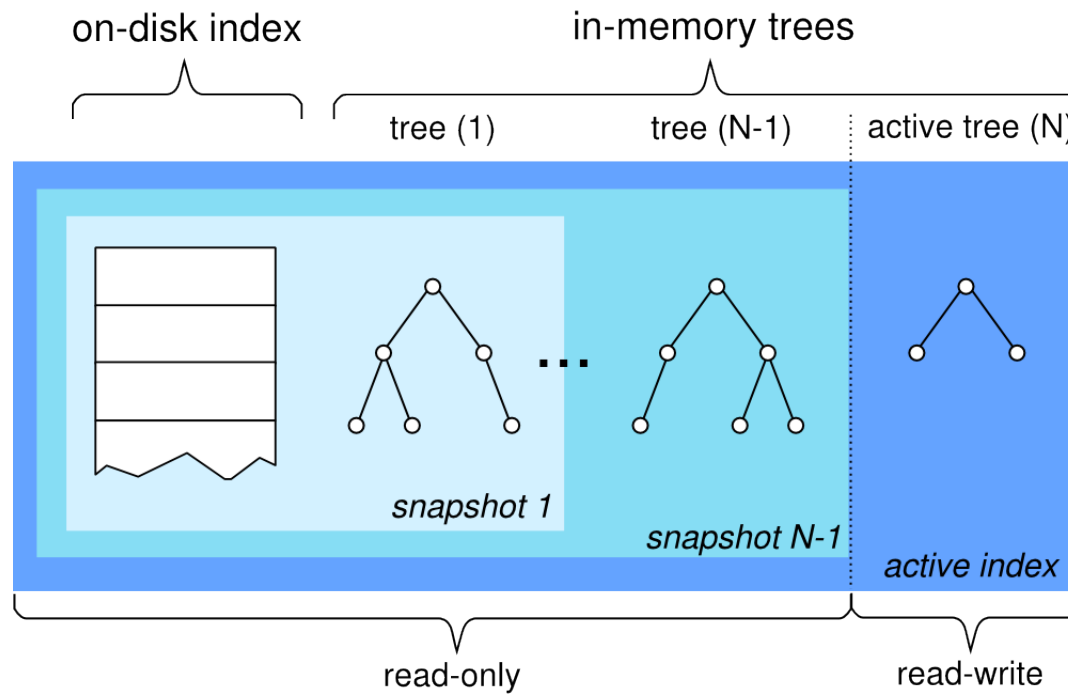 on-disk index
in-memory trees
tree (1)
tree (N-1)
active tree (N)
...
snapshot 1
snapshot N-1
active index
read-only
read-write